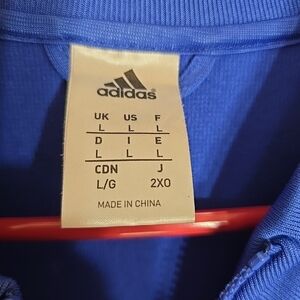 adidas
UK US F
L L L
D I E
L L L
CDN J
L/G 2XO
MADE IN CHINA